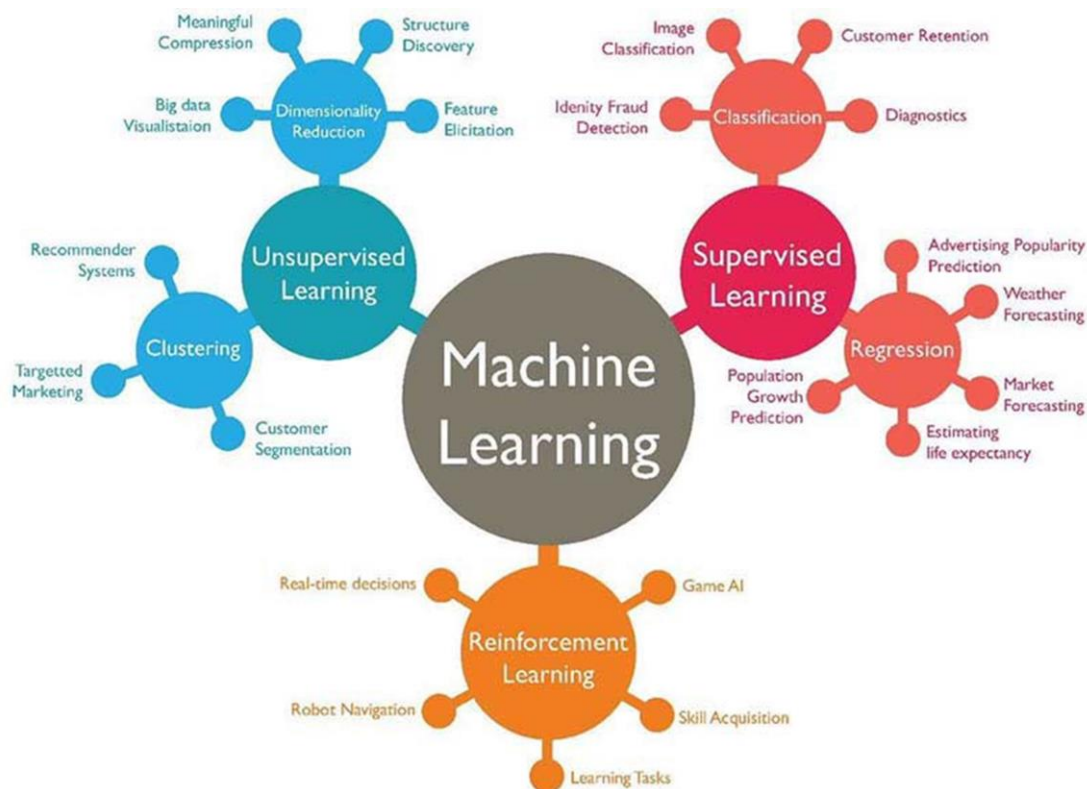 Meaningful
Compression
Structure
Discovery
Big data
Visualistaion
Dimensionality
Reduction
Feature
Elicitation
Image
Classification
Customer Retention
Idenity Fraud
Detection
Classification
Diagnostics
Recommender
Systems
Unsupervised
Learning
Clustering
Targetted
Marketing
Customer
Segmentation
Machine
Learning
Supervised
Learning
Advertising Popularity
Prediction
Weather
Forecasting
Regression
Population
Growth
Prediction
Market
Forecasting
Estimating
life expectancy
Real-time decisions
Game AI
Reinforcement
Learning
Robot Navigation
Skill Acquisition
Learning Tasks